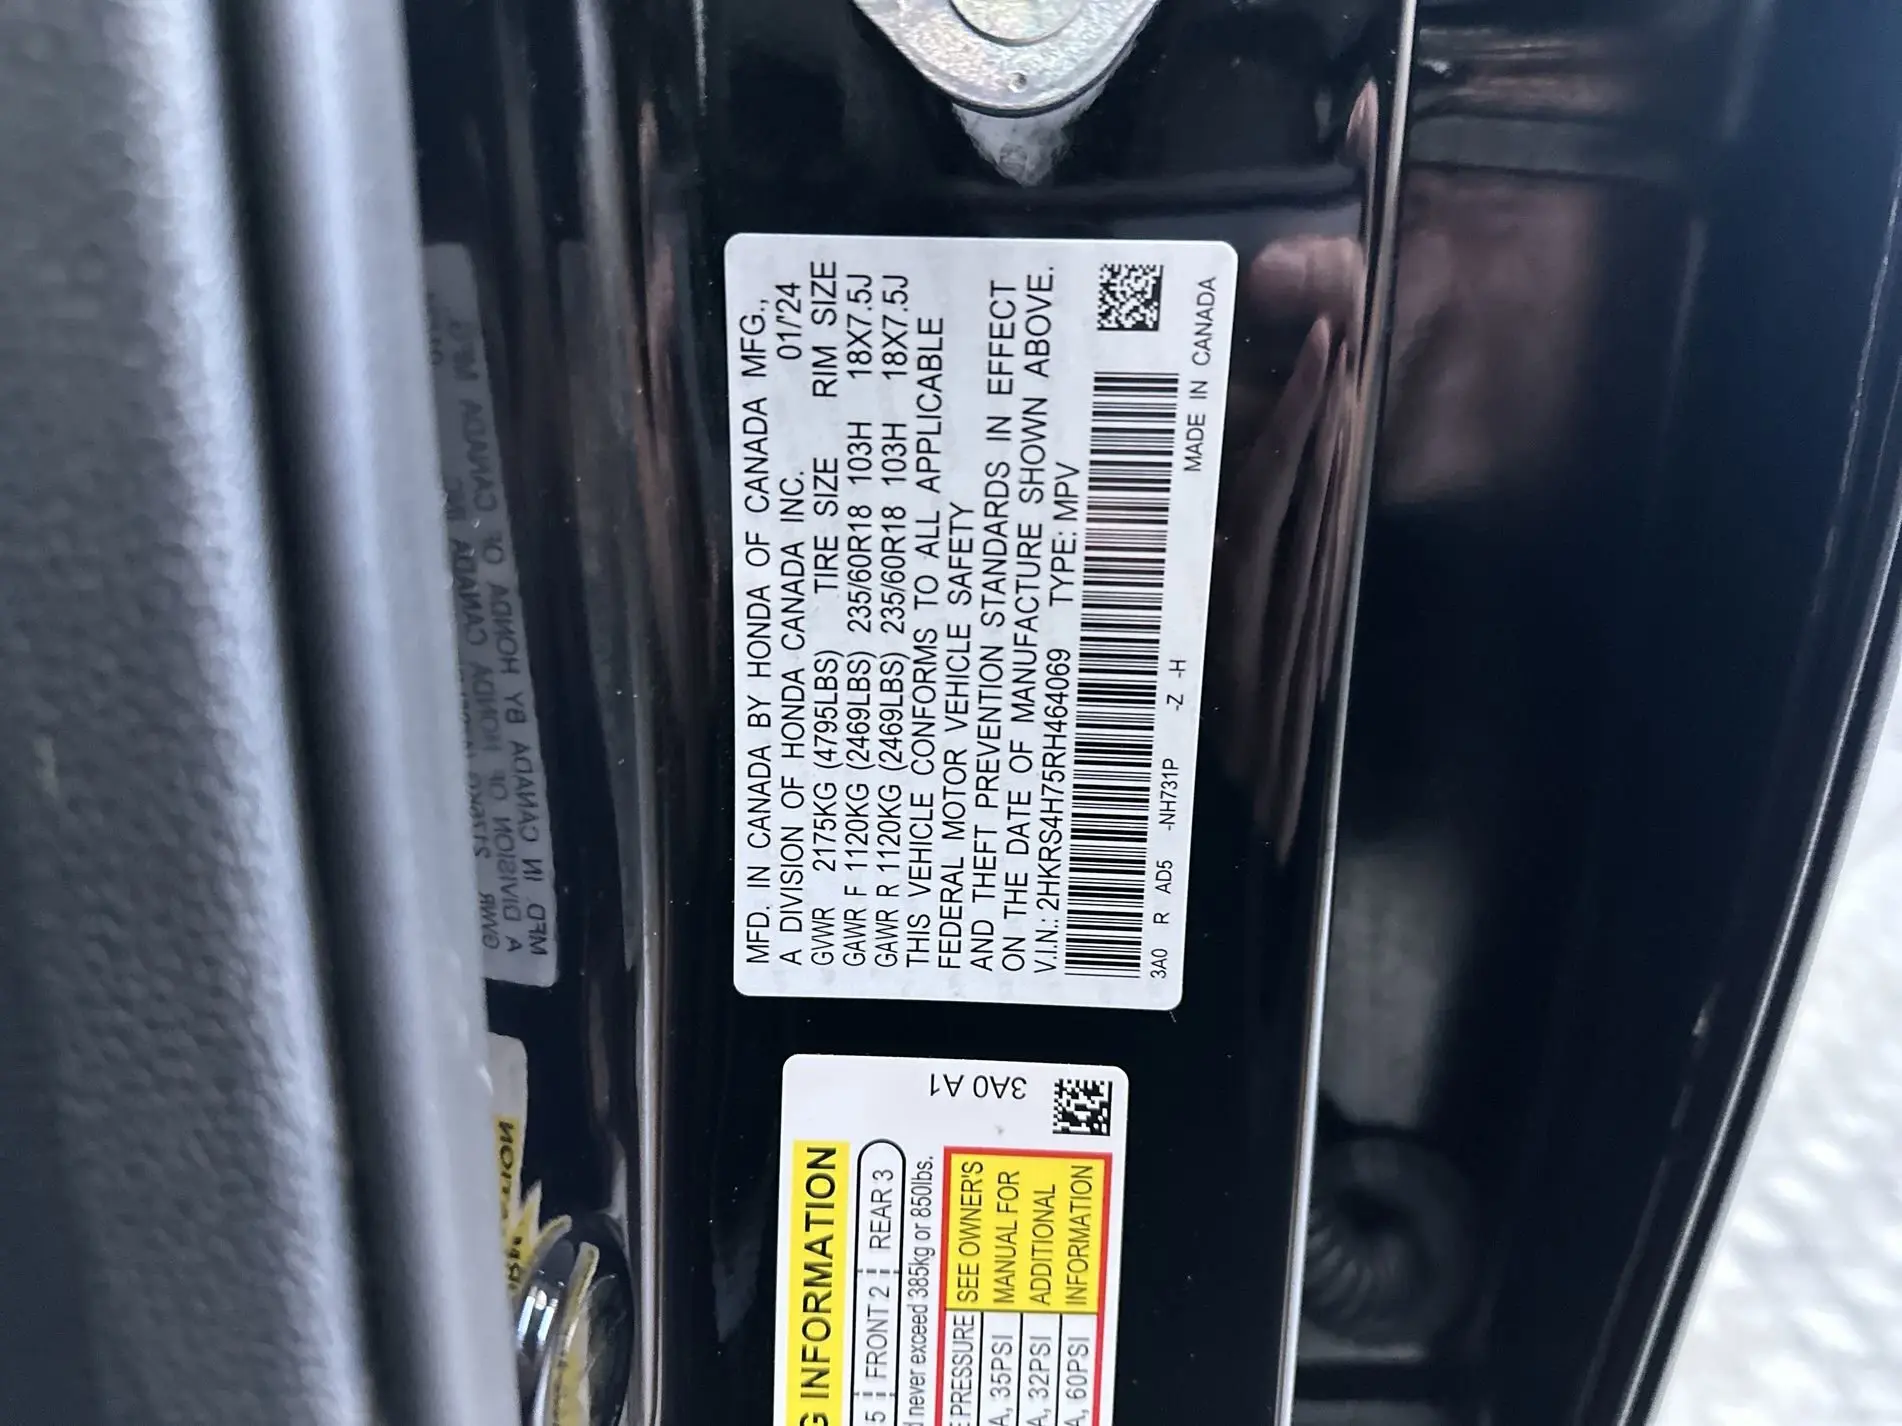 MFD. IN CANADA BY HONDA OF CANADA MFG.,
A DIVISION OF HONDA CANADA INC. 01/'24
GVWR 2175KG (4795LBS) TIRE SIZE RIM SIZE
GAWR F 1120KG (2469LBS) 235/60R18 103H 18X7.5J
GAWR R 1120KG (2469LBS) 235/60R18 103H 18X7.5J
THIS VEHICLE CONFORMS TO ALL APPLICABLE
FEDERAL MOTOR VEHICLE SAFETY
AND THEFT PREVENTION STANDARDS IN EFFECT
ON THE DATE OF MANUFACTURE SHOWN ABOVE.
V.I.N.: 2HKRS4H75RH464069 TYPE: MPV
3A0 R AD5 -NH731P -Z -H MADE IN CANADA
3A0 A1
INFORMATION
5 FRONT 2 REAR 3
never exceed 385kg or 850lbs.
PRESSURE SEE OWNER'S
35PSI MANUAL FOR
32PSI ADDITIONAL
60PSI INFORMATION